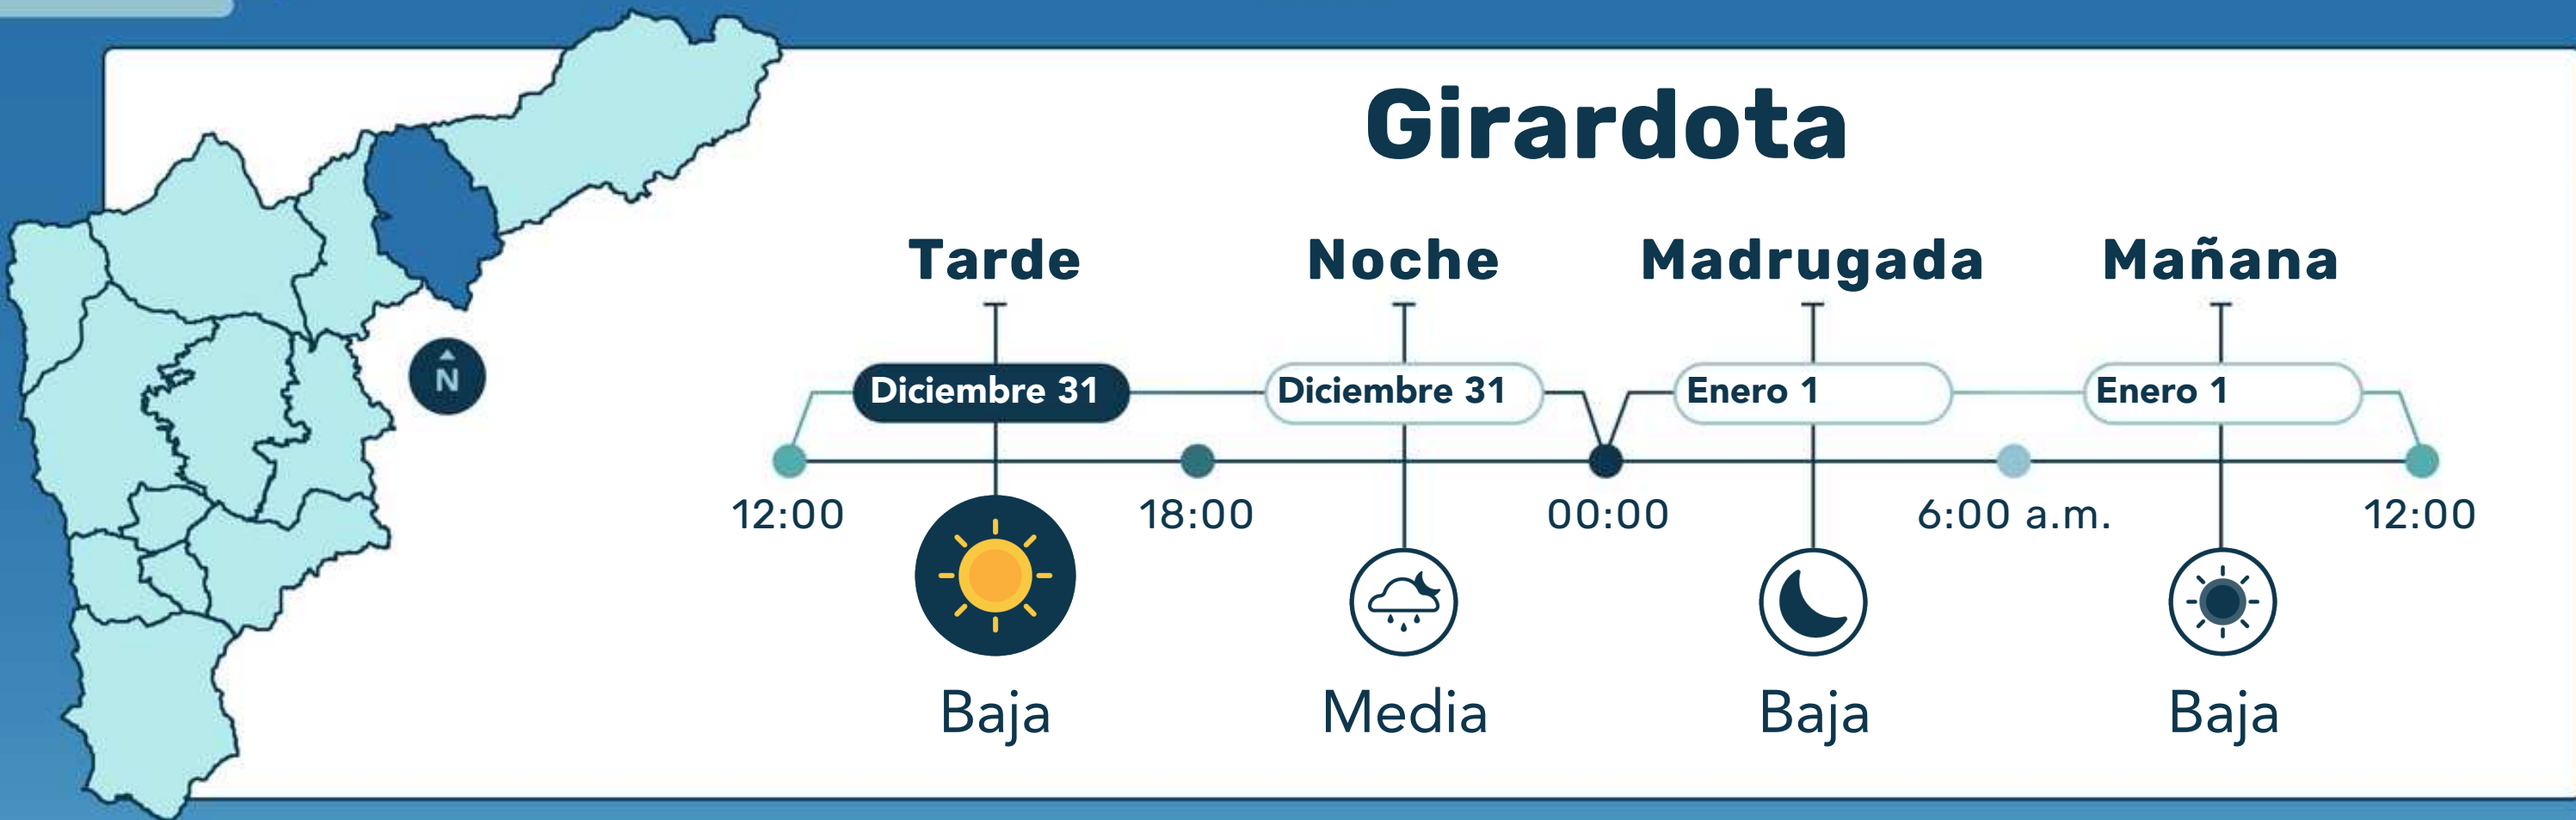 Girardota
Tarde Noche Madrugada Mañana
N
Diciembre 31 Diciembre 31 Enero 1 Enero 1
12:00 18:00 00:00 6:00 a.m. 12:00
Baja Media Baja Baja